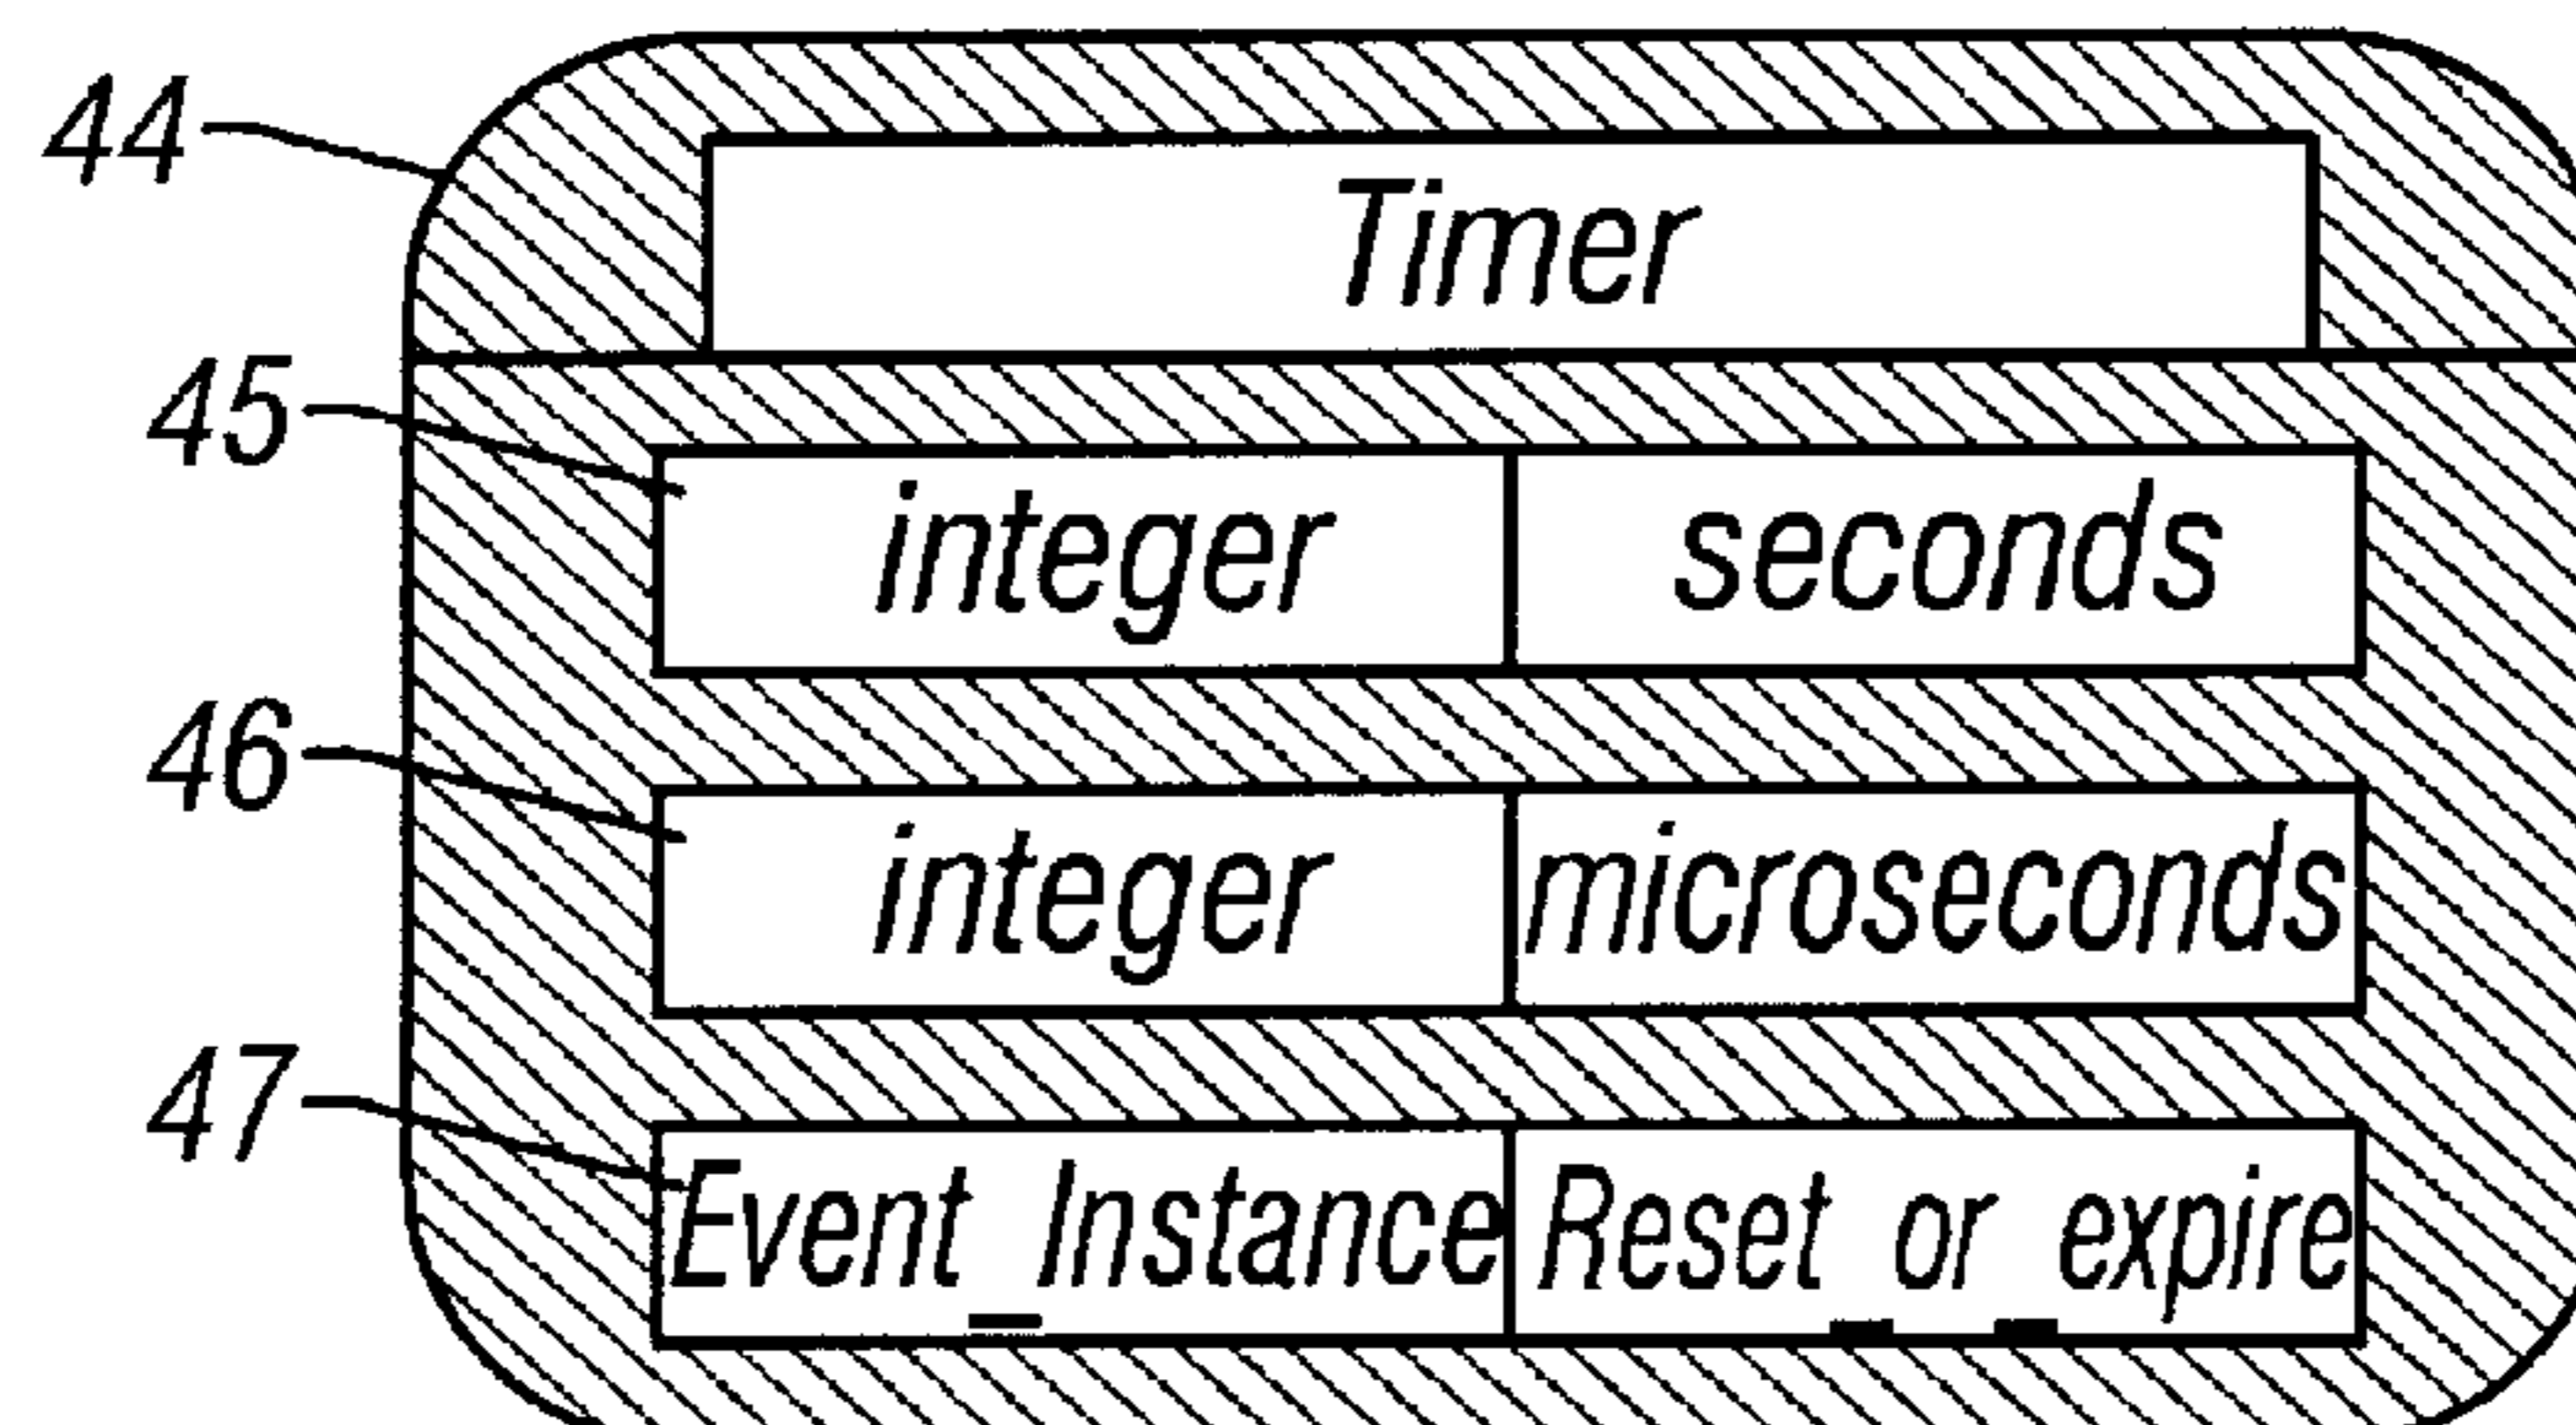 44 Timer
45 integer seconds
46 integer microseconds
47 Event_Instance Reset_or_expire